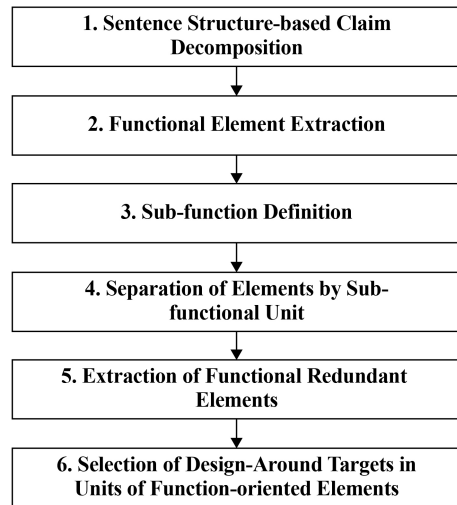 1. Sentence Structure-based Claim
Decomposition
2. Functional Element Extraction
3. Sub-function Definition
4. Separation of Elements by Sub-
functional Unit
5. Extraction of Functional Redundant
Elements
6. Selection of Design-Around Targets in
Units of Function-oriented Elements